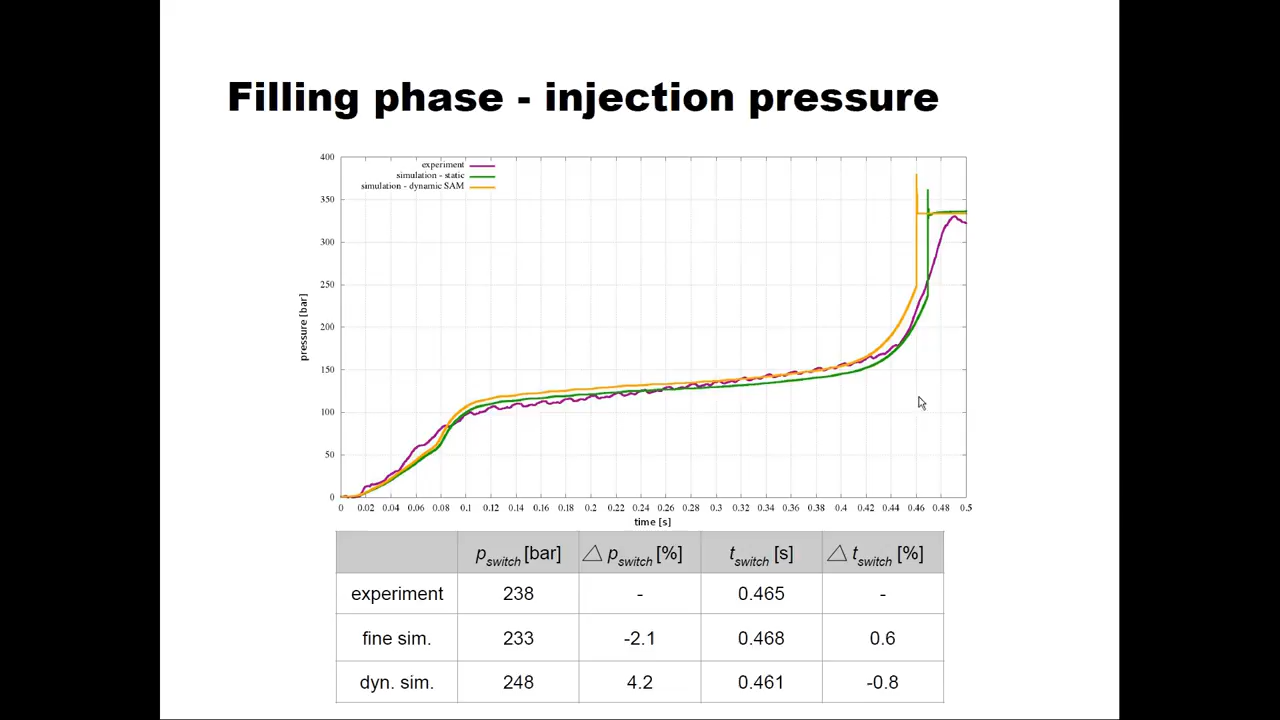 Filling phase - injection pressure
experiment
simulation - static
simulation - dynamic SAM
400
350
300
250
200
150
100
50
0
pressure [bar]
0 0.02 0.04 0.06 0.08 0.1 0.12 0.14 0.16 0.18 0.2 0.22 0.24 0.26 0.28 0.3 0.32 0.34 0.36 0.38 0.4 0.42 0.44 0.46 0.48 0.5
time [s]
p switch [bar] △ p switch [%] t switch [s] △ t switch [%]
experiment 238 - 0.465 -
fine sim. 233 -2.1 0.468 0.6
dyn. sim. 248 4.2 0.461 -0.8